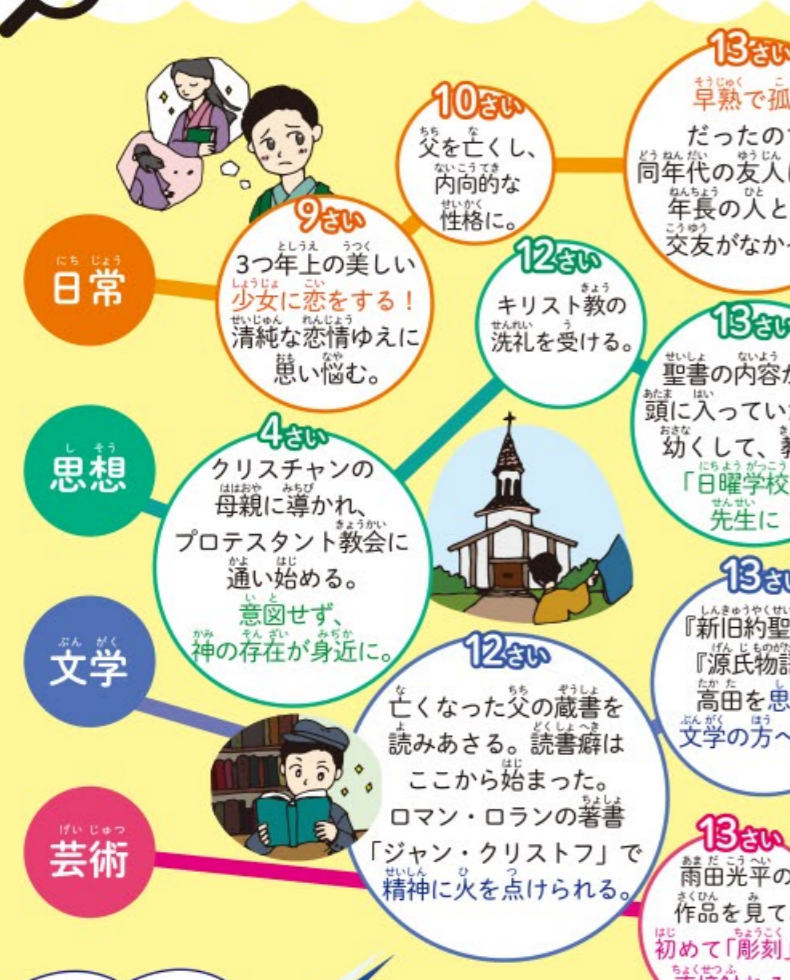 日常
9さい
3つ年上の美しい
少女に恋をする!
清純な恋情ゆえに
思い悩む。
10さい
父を亡くし、
内向的な
性格に。
13さい
早熟で孤
だったの
同年代の友人
年長の人と
交友がなか
思想
4さい
クリスチャンの
母親に導かれ、
プロテスタント教会に
通い始める。
意図せず、
神の存在が身近に。
12さい
キリスト教の
洗礼を受ける。
13さい
聖書の内容が
頭に入ってい
幼くして、教
「日曜学校
先生に
文学
12さい
亡くなった父の蔵書を
読みあさる。読書癖は
ここから始まった。
ロマン・ロランの著書
「ジャン・クリストフ」で
精神に火を点けられる。
13さい
『新旧約聖
『源氏物語
高田を思
文学の方へ
芸術
13さい
雨田光平の
作品を見て
初めて「彫刻」